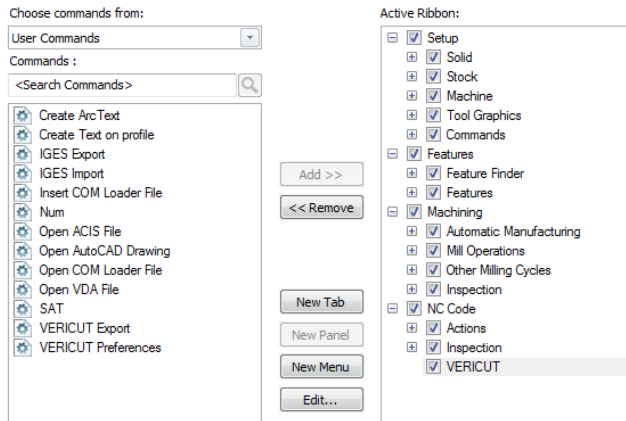 Choose commands from:
User Commands
Commands :
<Search Commands>
Create Arc Text
Create Text on profile
IGES Export
IGES Import
Insert COM Loader File
Num
Open ACIS File
Open AutoCAD Drawing
Open COM Loader File
Open VDA File
SAT
VERICUT Export
VERICUT Preferences
Add >>
<< Remove
New Tab
New Panel
New Menu
Edit...
Active Ribbon:
Setup
Solid
Stock
Machine
Tool Graphics
Commands
Features
Feature Finder
Features
Machining
Automatic Manufacturing
Mill Operations
Other Milling Cycles
Inspection
NC Code
Actions
Inspection
VERICUT